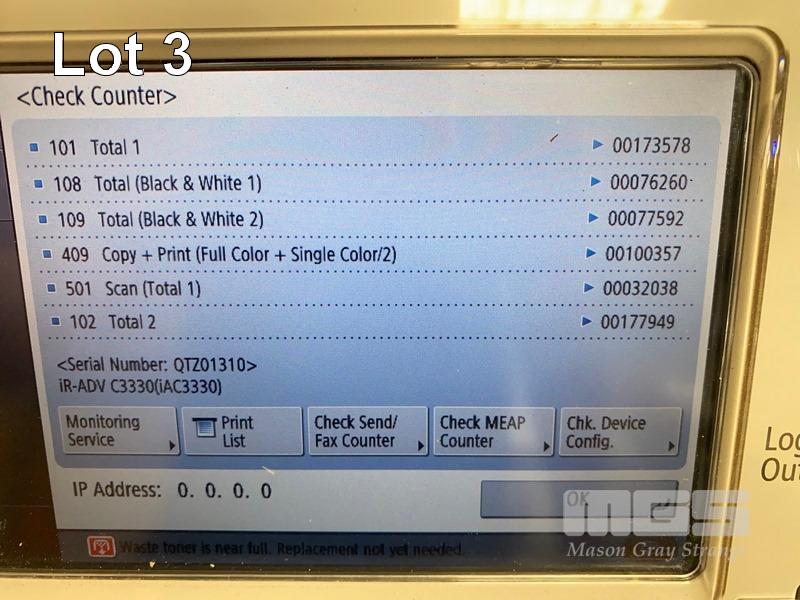 Lot 3
<Check Counter>
101 Total 1 ▶ 00173578
108 Total (Black & White 1) ▶ 00076260
109 Total (Black & White 2) ▶ 00077592
409 Copy + Print (Full Color + Single Color/2) ▶ 00100357
501 Scan (Total 1) ▶ 00032038
102 Total 2 ▶ 00177949
<Serial Number: QTZ01310>
iR-ADV C3330(iAC3330)
Monitoring Service
Print List
Check Send/ Fax Counter
Check MEAP Counter
Chk. Device Config.
Log
Out
IP Address: 0. 0. 0. 0
OK
MGS
Mason Gray Strange
Waste toner is near full. Replacement not yet needed.